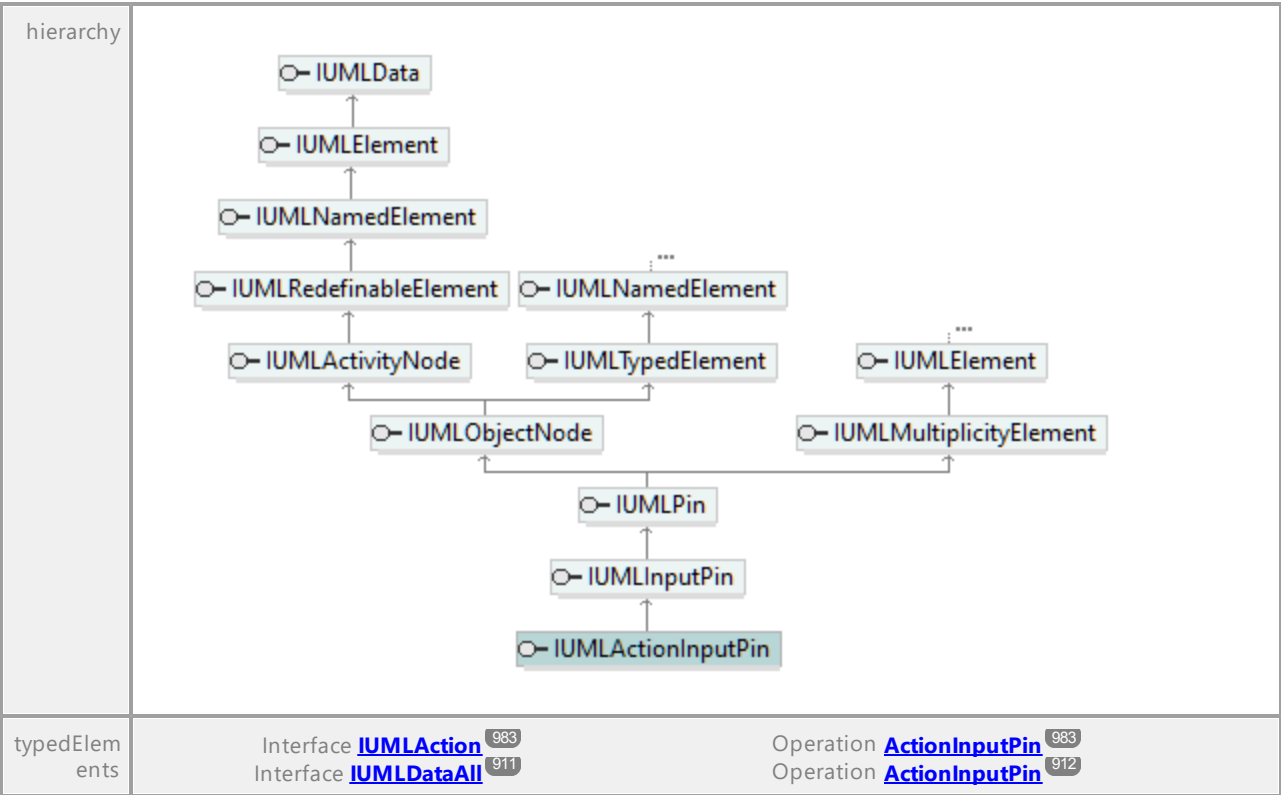 hierarchy
IUMLData
IUMLElement
IUMLNamedElement
...
IUMLRedefinableElement IUMLNamedElement
...
IUMLActivityNode IUMLTypedElement IUMLElement
IUMLObjectNode IUMLMultiplicityElement
IUMLPin
IUMLInputPin
IUMLActionInputPin
typedElem
ents
Interface IUMLAction 983 Operation ActionInputPin 983
Interface IUMLDataAll 911 Operation ActionInputPin 912